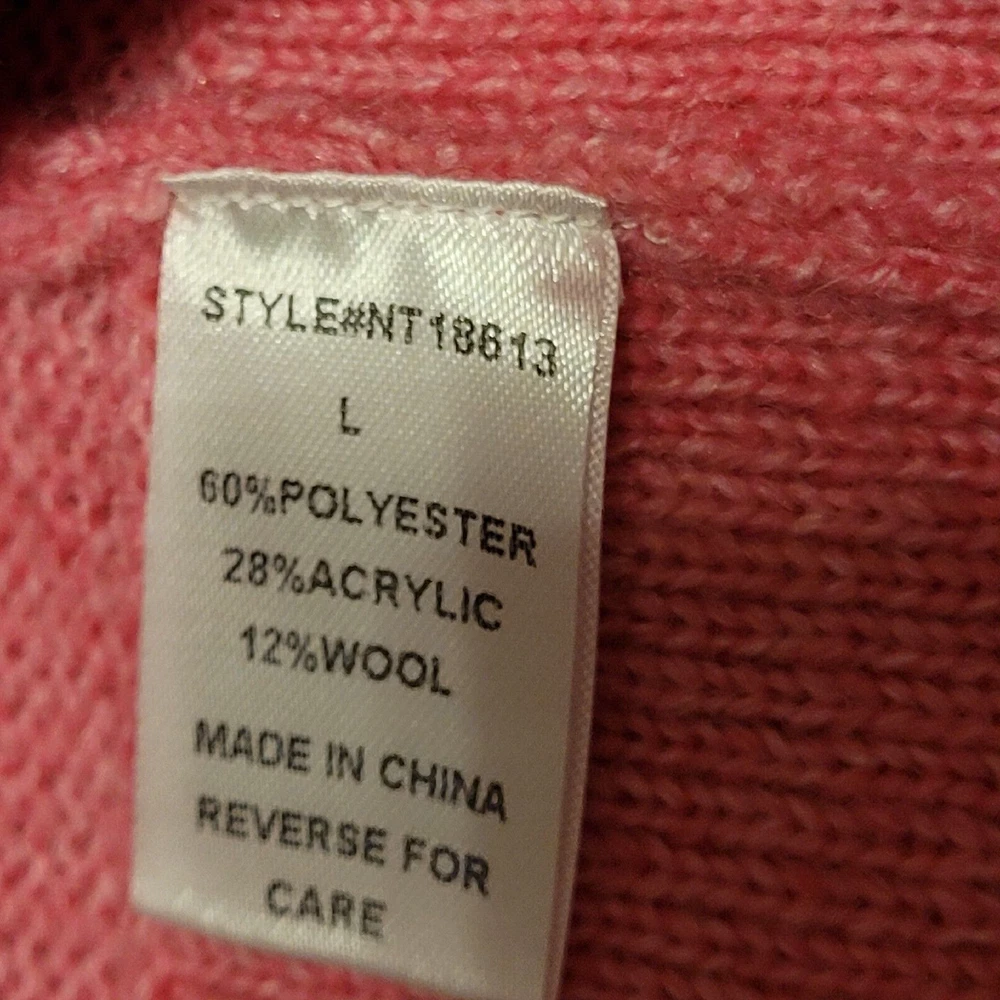 STYLE#NT18613
L
60%POLYESTER
28%ACRYLIC
12%WOOL
MADE IN CHINA
REVERSE FOR
CARE